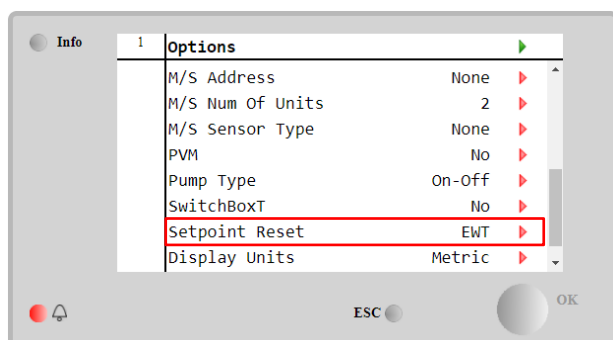 Info
1 Options
M/S Address None
M/S Num Of Units 2
M/S Sensor Type None
PVM No
Pump Type On-Off
SwitchBoxT No
Setpoint Reset EWT
Display Units Metric
ESC
OK